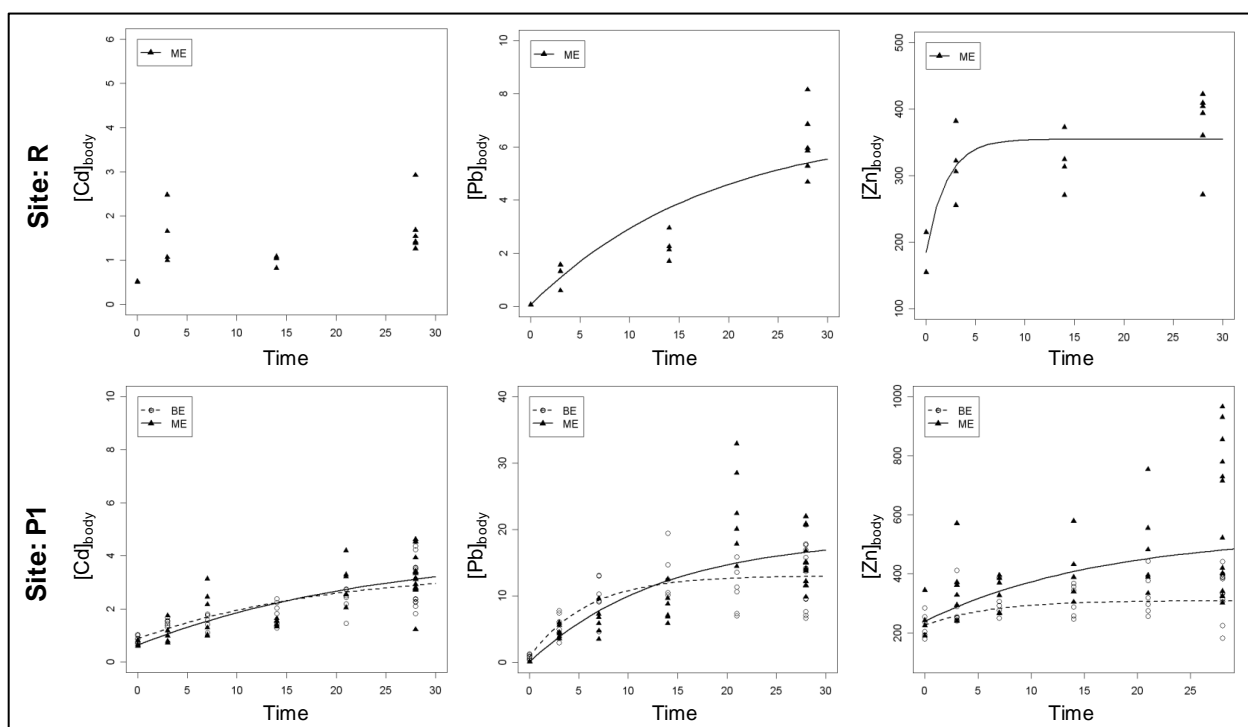 Site: R
[Cd]body
6
5
4
3
2
1
0
ME
0 5 10 15 20 25 30
Time
[Pb]body
10
8
6
4
2
0
ME
0 5 10 15 20 25 30
Time
[Zn]body
500
400
300
200
100
ME
0 5 10 15 20 25 30
Time
Site: P1
[Cd]body
10
8
6
4
2
0
BE
ME
0 5 10 15 20 25 30
Time
[Pb]body
40
30
20
10
0
BE
ME
0 5 10 15 20 25 30
Time
[Zn]body
1000
800
600
400
200
BE
ME
0 5 10 15 20 25
Time